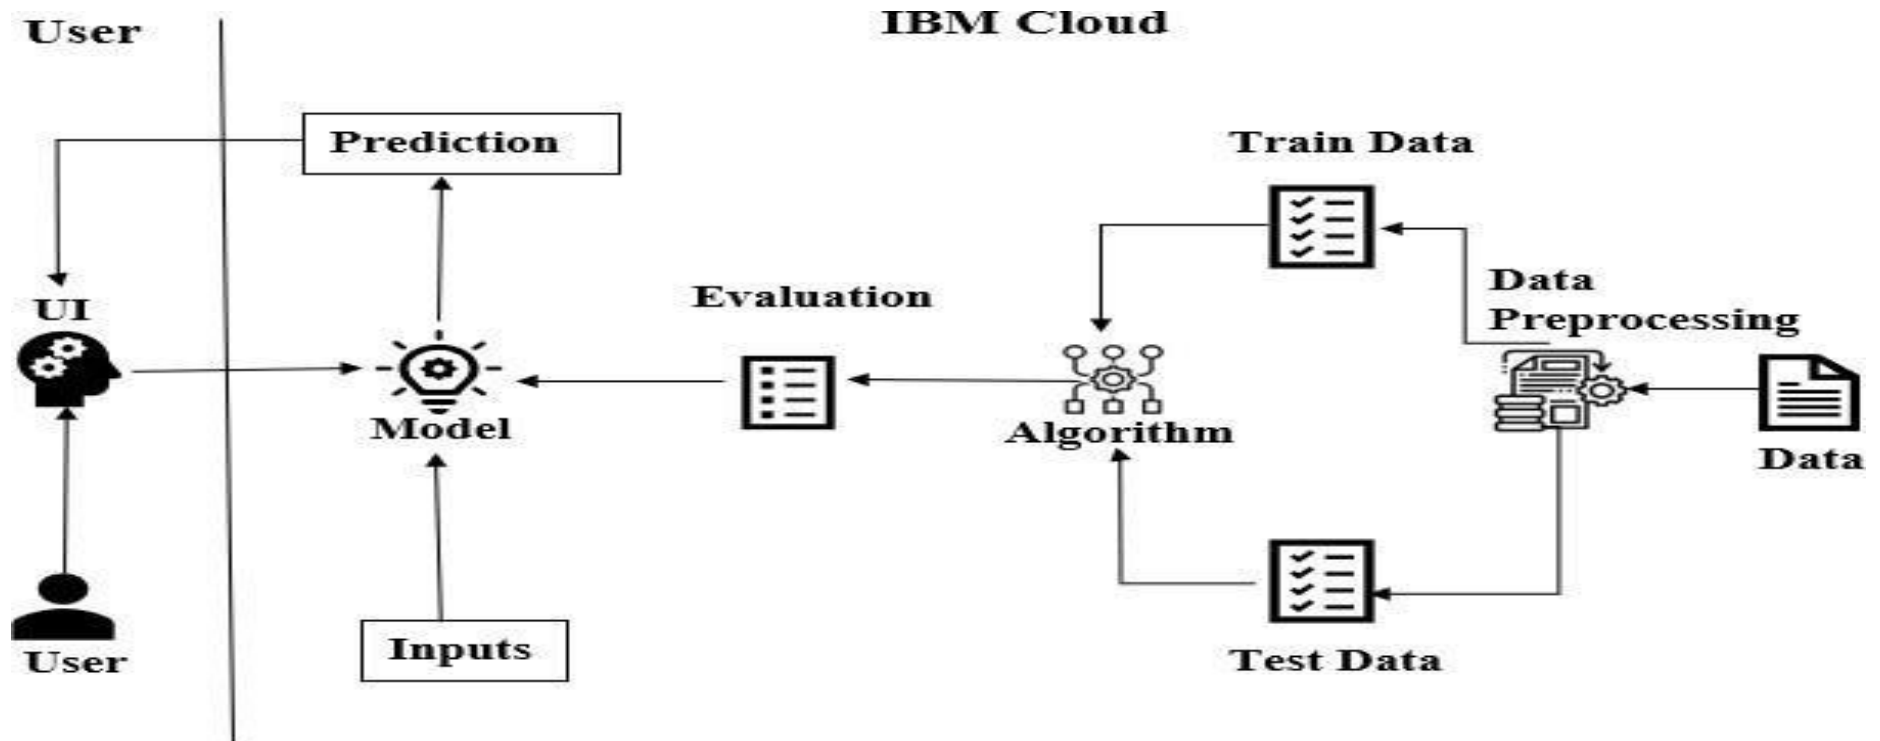 User
IBM Cloud
Prediction
Train Data
UI
Evaluation
Data
Preprocessing
Model
Algorithm
Data
User
Inputs
Test Data